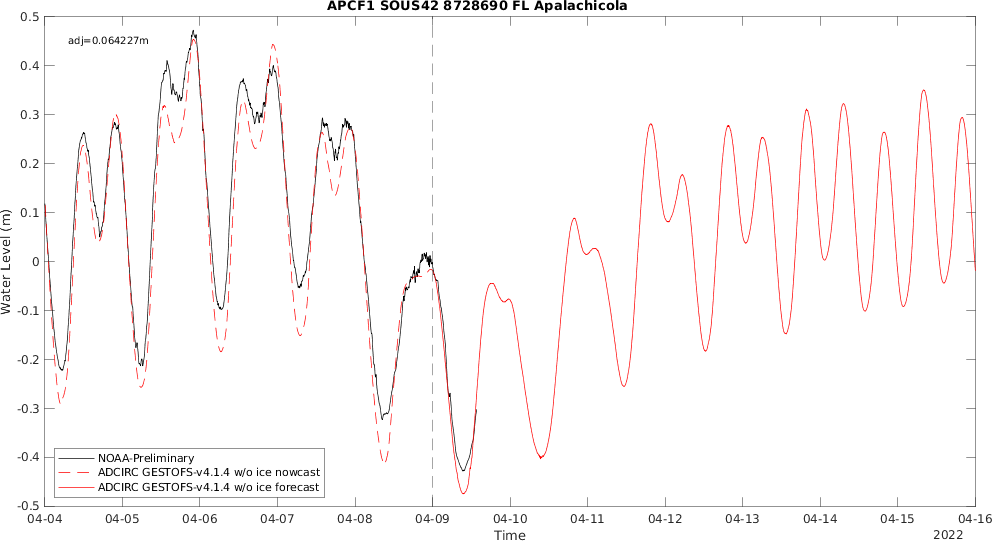 APCF1 SOUS42 8728690 FL Apalachicola
adj=0.064227m
0.5
0.4
0.3
0.2
0.1
0
-0.1
-0.2
-0.3
-0.4
-0.5
Water Level (m)
NOAA-Preliminary
ADCIRC GESTOFS-v4.1.4 w/o ice nowcast
ADCIRC GESTOFS-v4.1.4 w/o ice forecast
04-04 04-05 04-06 04-07 04-08 04-09 04-10 04-11 04-12 04-13 04-14 04-15 04-16
Time
2022